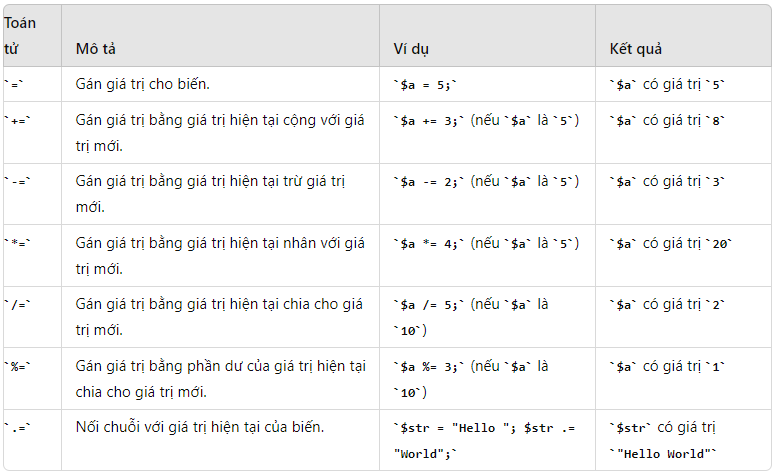 Toán
tử Mô tả Ví dụ Kết quả
`=` Gán giá trị cho biến. `$a = 5;` `$a` có giá trị `5`
`+=` Gán giá trị bằng giá trị hiện tại cộng với giá `$a += 3;` (nếu `$a` là `5`) `$a` có giá trị `8`
trị mới.
`-=` Gán giá trị bằng giá trị hiện tại trừ giá trị `$a -= 2;` (nếu `$a` là `5`) `$a` có giá trị `3`
mới.
`*=` Gán giá trị bằng giá trị hiện tại nhân với giá `$a *= 4;` (nếu `$a` là `5`) `$a` có giá trị `20`
trị mới.
`/=` Gán giá trị bằng giá trị hiện tại chia cho giá `$a /= 5;` (nếu `$a` là `$a` có giá trị `2`
trị mới. `10`)
`%=` Gán giá trị bằng phần dư của giá trị hiện tại `$a %= 3;` (nếu `$a` là `$a` có giá trị `1`
chia cho giá trị mới. `10`)
`.=` Nối chuỗi với giá trị hiện tại của biến. `$str = "Hello "; $str .= `$str` có giá trị
"World";` `"Hello World"`